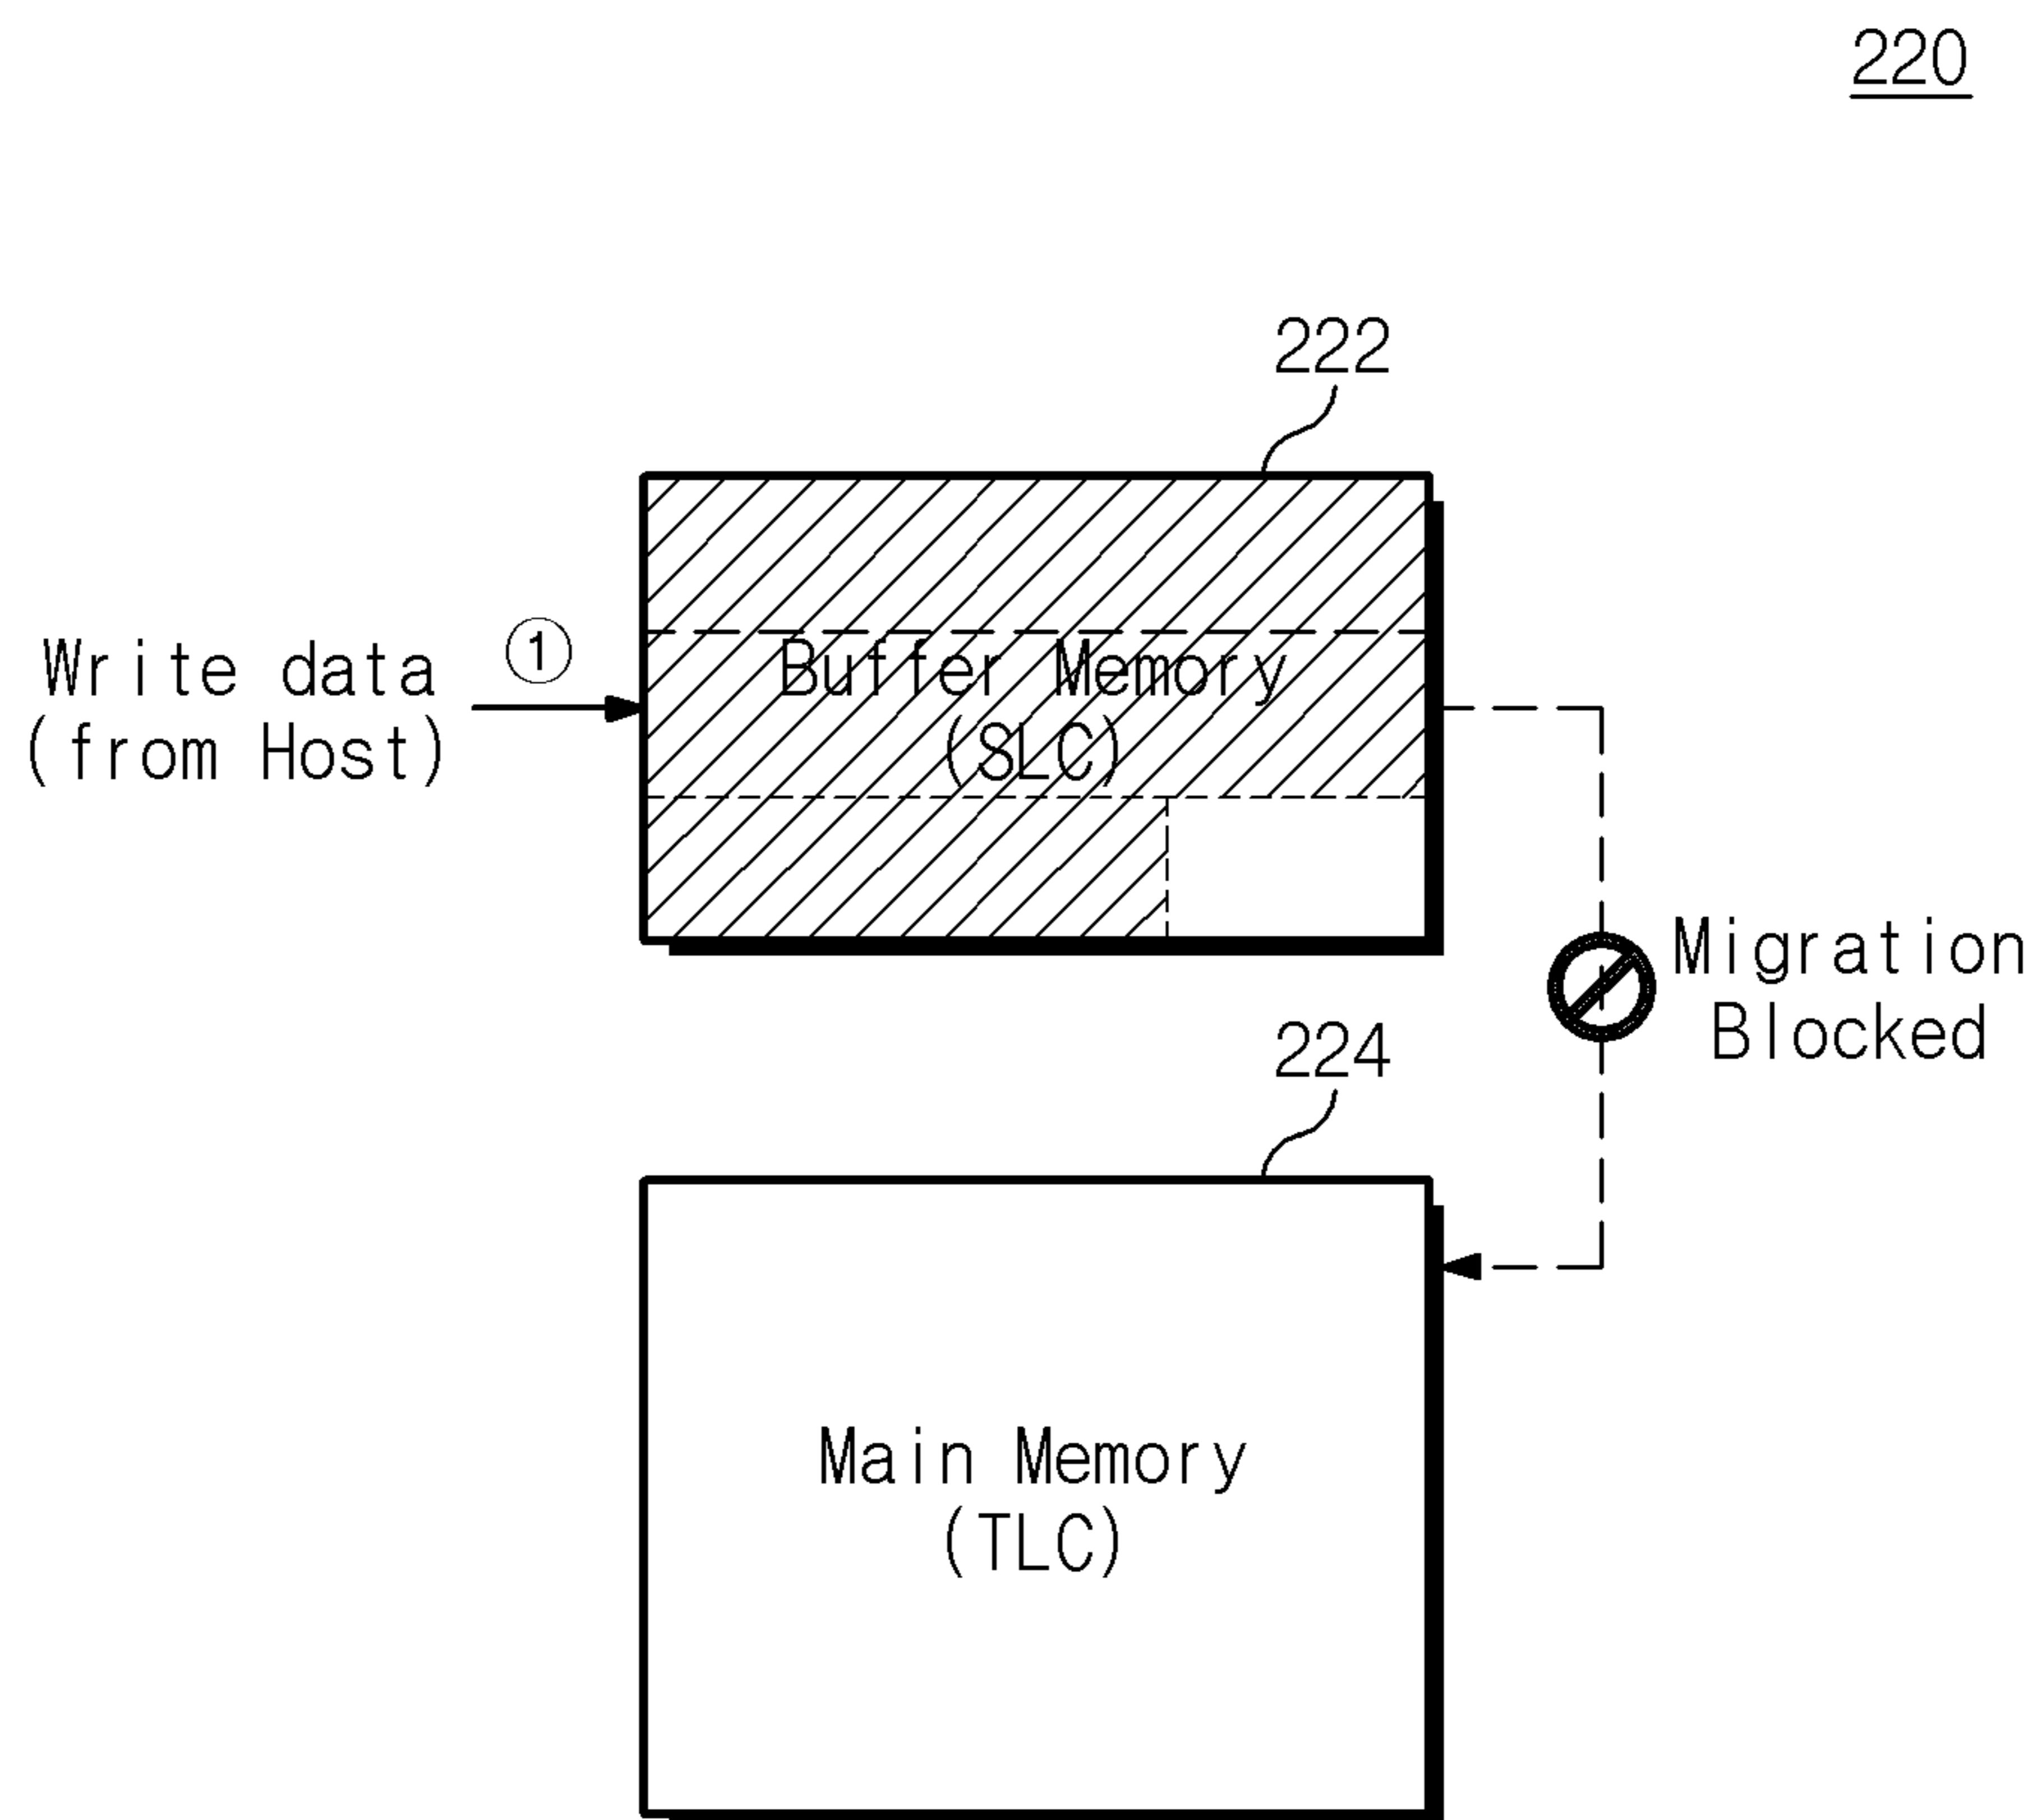 220
222
Write data ①
(from Host)
Buffer Memory
(SLC)
Migration
Blocked
224
Main Memory
(TLC)